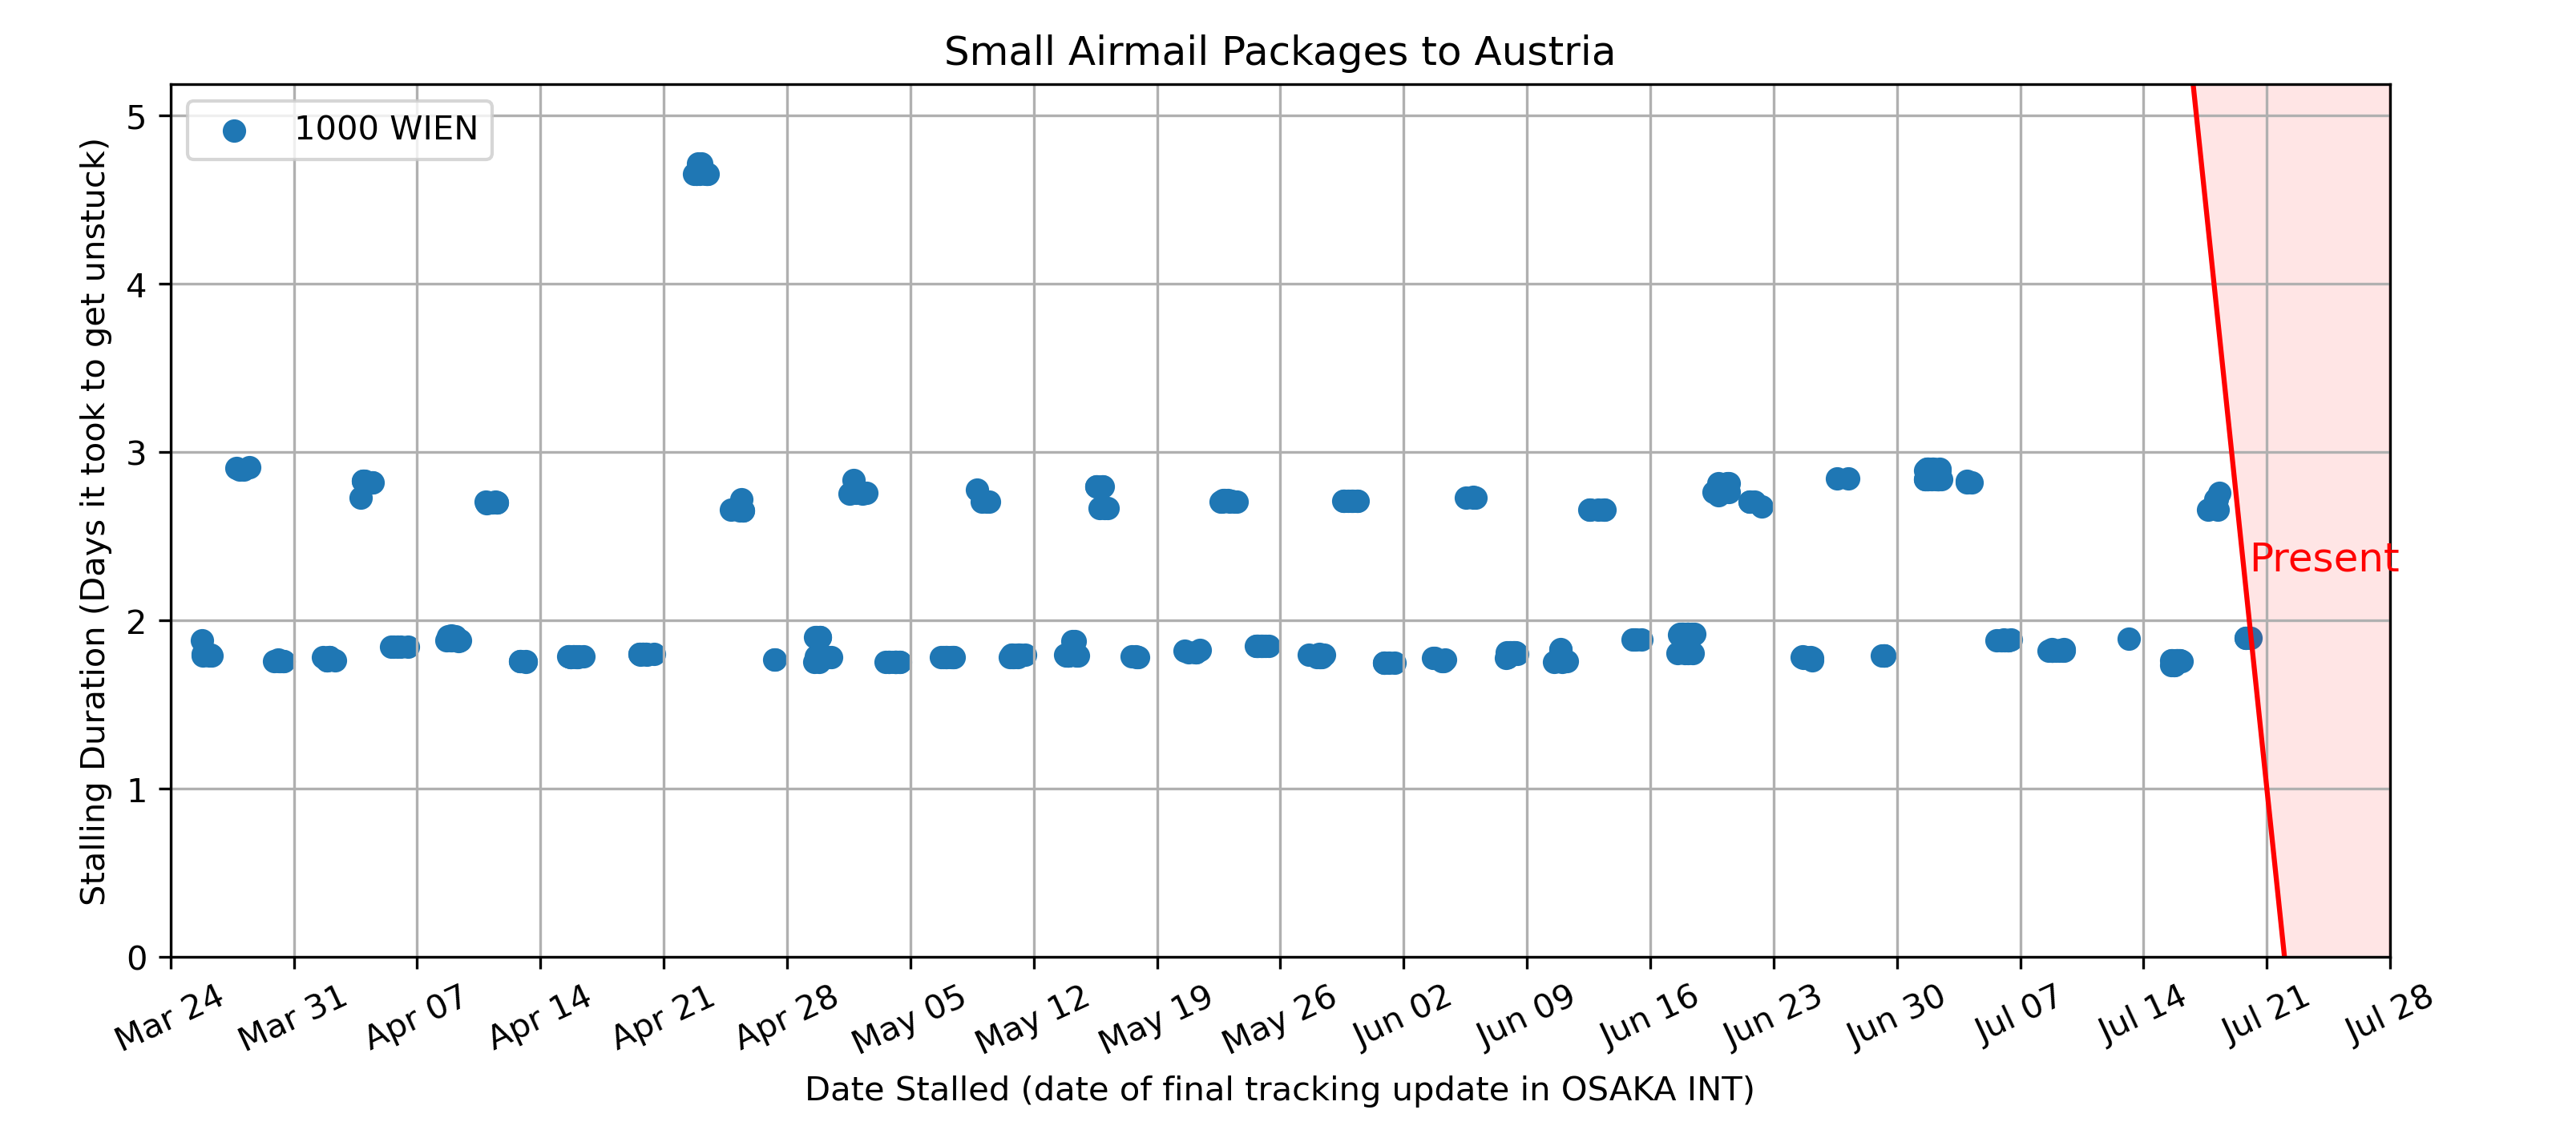 Small Airmail Packages to Austria
1000 WIEN
Stalling Duration (Days it took to get unstuck)
5
4
3
2
1
0
Present
Mar 24
Mar 31
Apr 07
Apr 14
Apr 21
Apr 28
May 05
May 12
May 19
May 26
Jun 02
Jun 09
Jun 16
Jun 23
Jun 30
Jul 07
Jul 14
Jul 21
Jul 28
Date Stalled (date of final tracking update in OSAKA INT)